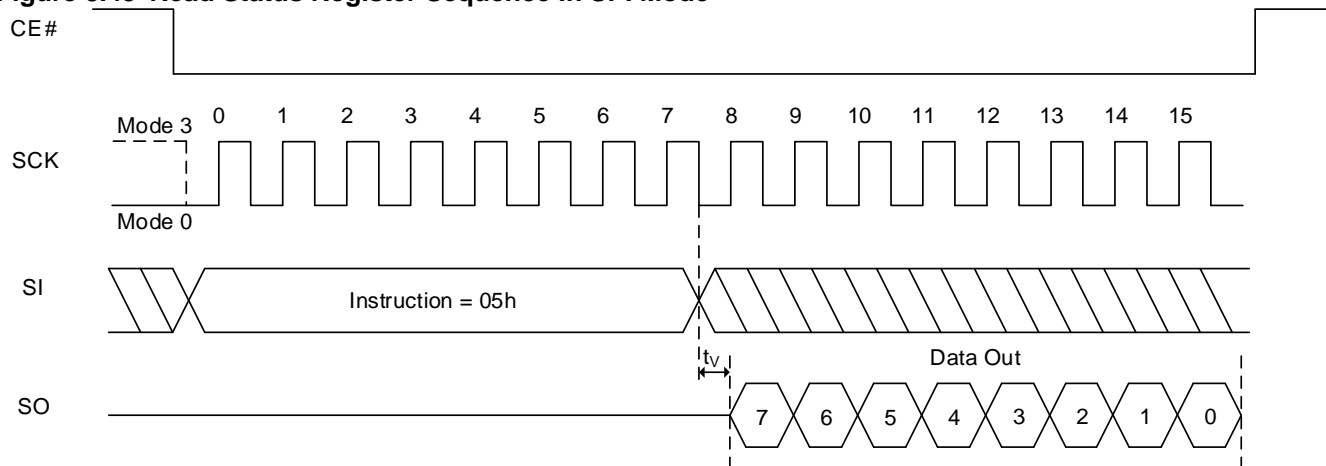 CE#
0 1 2 3 4 5 6 7 8 9 10 11 12 13 14 15
Mode 3
SCK
Mode 0
SI
Instruction = 05h
tV
Data Out
SO
7 6 5 4 3 2 1 0